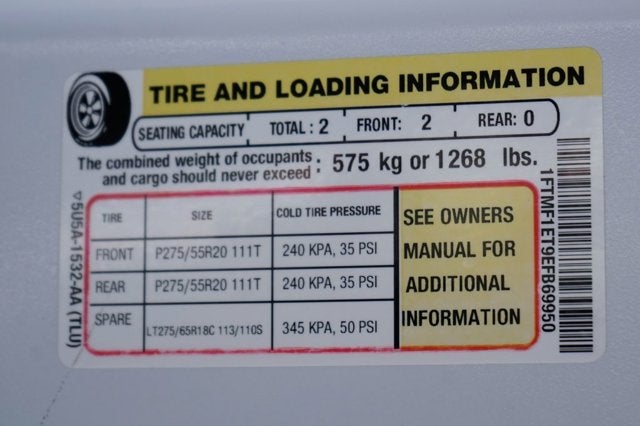 TIRE AND LOADING INFORMATION
SEATING CAPACITY TOTAL : 2 FRONT: 2 REAR: 0
The combined weight of occupants and cargo should never exceed : 575 kg or 1268 lbs.
TIRE SIZE COLD TIRE PRESSURE
FRONT P275/55R20 111T 240 KPA, 35 PSI
REAR P275/55R20 111T 240 KPA, 35 PSI
SPARE LT275/65R18C 113/110S 345 KPA, 50 PSI
SEE OWNERS
MANUAL FOR
ADDITIONAL
INFORMATION
▽5U5A-1532-AA (TLU)
1FTMF1ET9EFB69950